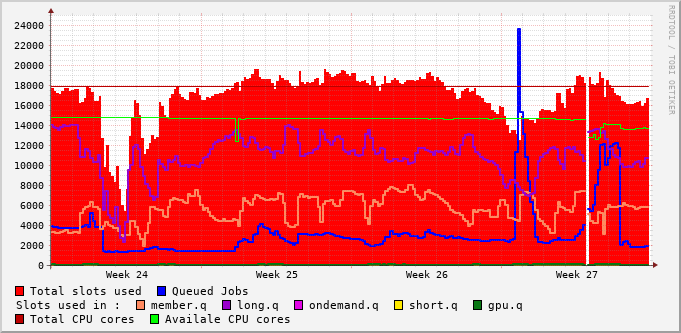 24000
22000
20000
18000
16000
14000
12000
10000
8000
6000
4000
2000
0
Week 24 Week 25 Week 26 Week 27
RRDTOOL / TOBI OETIKER
Total slots used Queued Jobs
Slots used in : member.q long.q ondemand.q short.q gpu.q
Total CPU cores Availale CPU cores